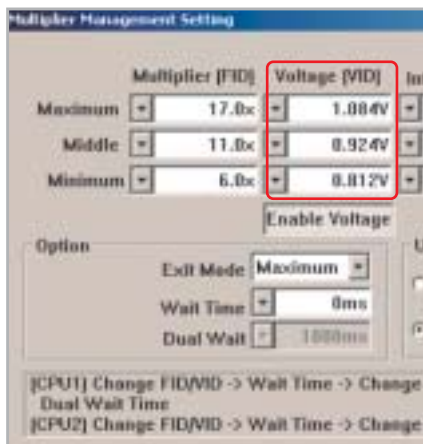 Multiplier Management Setting
Multiplier [FID] Voltage [VID]
Maximum 17.0x 1.084V
Middle 11.0x 0.924V
Minimum 6.0x 0.812V
Enable Voltage
Option
Exit Mode Maximum
Wait Time 0ms
Dual Wait 1000ms
[CPU1] Change FID/VID -> Wait Time -> Change
Dual Wait Time
[CPU2] Change FID/VID -> Wait Time -> Change